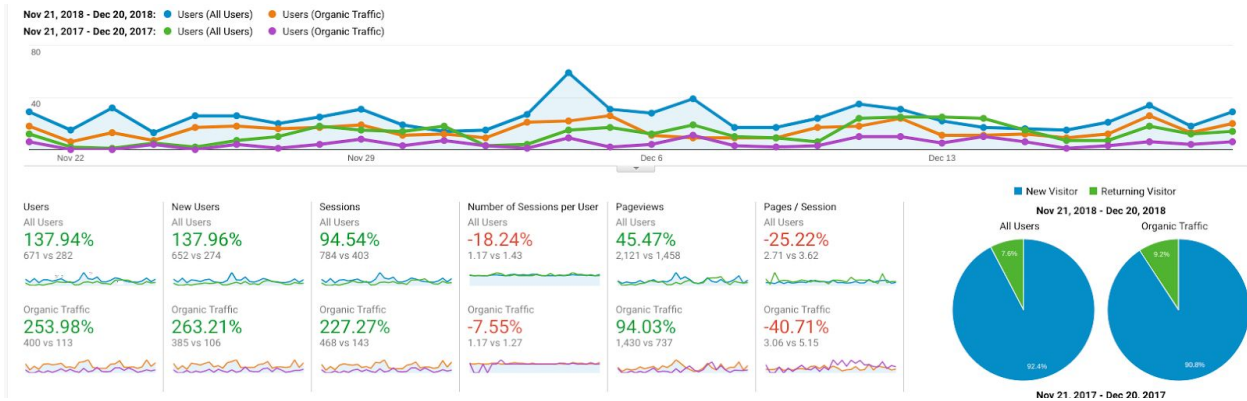 Nov 21, 2018 - Dec 20, 2018: Users (All Users) Users (Organic Traffic)
Nov 21, 2017 - Dec 20, 2017: Users (All Users) Users (Organic Traffic)
80
40
Nov 22 Nov 29 Dec 6 Dec 13
New Visitor Returning Visitor
Nov 21, 2018 - Dec 20, 2018
All Users Organic Traffic
7.6% 9.2%
92.4% 90.8%
Nov 21, 2017 - Dec 20, 2017
Users New Users Sessions Number of Sessions per User Pageviews Pages / Session
All Users All Users All Users All Users All Users All Users
137.94% 137.96% 94.54% -18.24% 45.47% -25.22%
671 vs 282 652 vs 274 784 vs 403 1.17 vs 1.43 2,121 vs 1,458 2.71 vs 3.62
Organic Traffic Organic Traffic Organic Traffic Organic Traffic Organic Traffic Organic Traffic
253.98% 263.21% 227.27% -7.55% 94.03% -40.71%
400 vs 113 385 vs 106 468 vs 143 1.17 vs 1.27 1,430 vs 737 3.06 vs 5.15